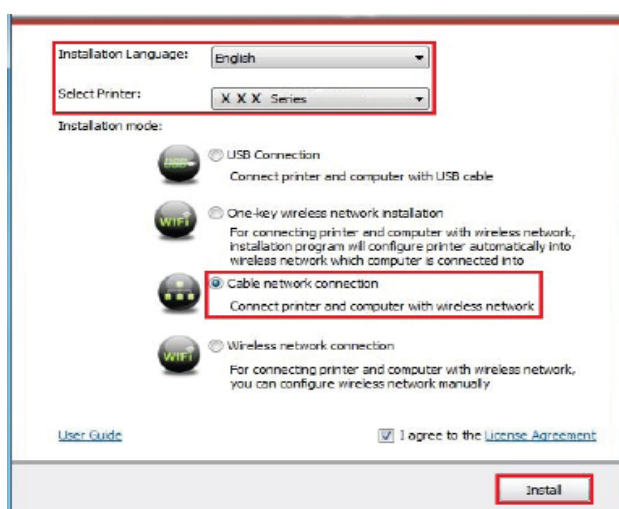 Installation Language: English
Select Printer: X X X Series
Installation mode:
USB
USB Connection
Connect printer and computer with USB cable
WiFi
One-key wireless network installation
For connecting printer and computer with wireless network,
installation program will configure printer automatically into
wireless network which computer is connected into
Cable network connection
Connect printer and computer with wireless network
WiFi
Wireless network connection
For connecting printer and computer with wireless network,
you can configure wireless network manually
User Guide
I agree to the License Agreement
Install